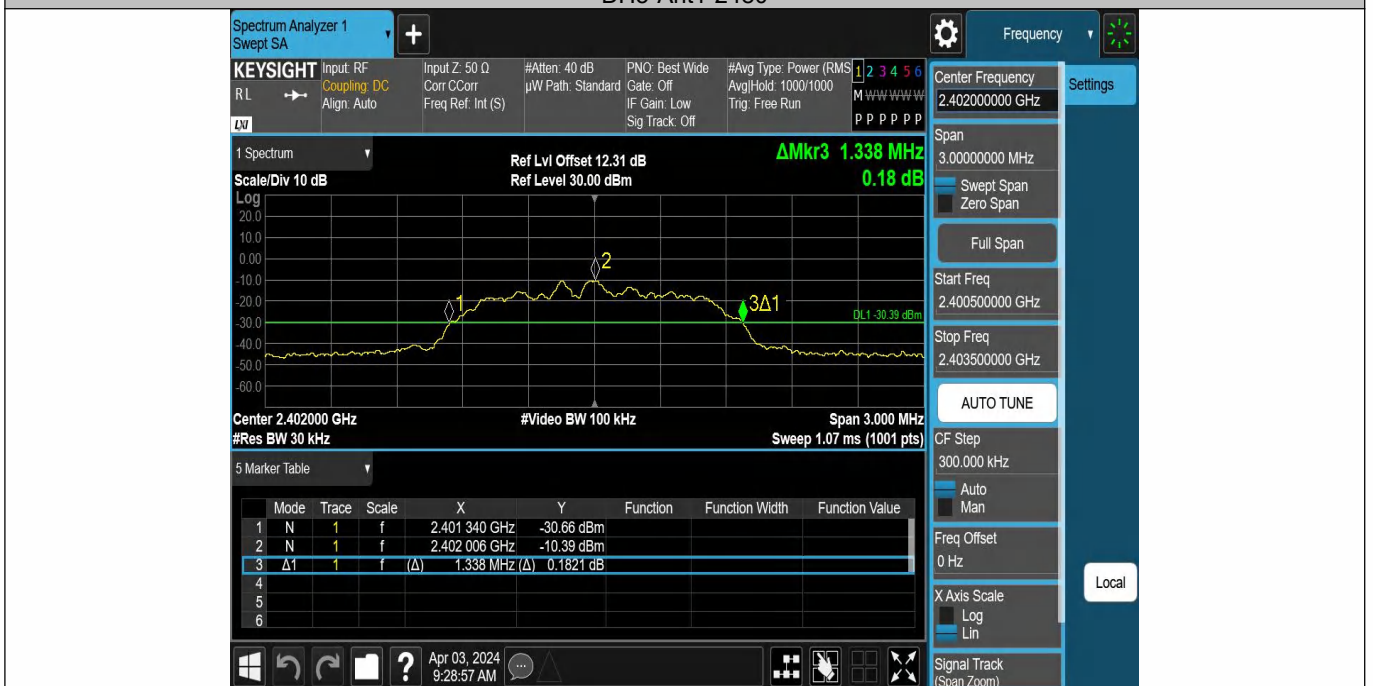 Spectrum Analyzer 1
Swept SA
+
Frequency
KEYSIGHT Input: RF Input Z: 50 Ω #Atten: 40 dB PNO: Best Wide #Avg Type: Power (RMS 1 2 3 4 5 6
RL Coupling: DC Corr CCorr µW Path: Standard Gate: Off Avg|Hold: 1000/1000 M W W W W W
Align: Auto Freq Ref: Int (S) IF Gain: Low Trig: Free Run
LXI Sig Track: Off P P P P P P
1 Spectrum
Ref Lvl Offset 12.31 dB
ΔMkr3 1.338 MHz
Scale/Div 10 dB Ref Level 30.00 dBm 0.18 dB
Log
20.0
10.0
0.00
-10.0
-20.0
-30.0
-40.0
-50.0
-60.0
1
2
3Δ1
DL1 -30.39 dBm
Center 2.402000 GHz #Video BW 100 kHz Span 3.000 MHz
#Res BW 30 kHz Sweep 1.07 ms (1001 pts)
5 Marker Table
Mode Trace Scale X Y Function Function Width Function Value
1 N 1 f 2.401 340 GHz -30.66 dBm
2 N 1 f 2.402 006 GHz -10.39 dBm
3 Δ1 1 f (Δ) 1.338 MHz (Δ) 0.1821 dB
4
5
6
?
Apr 03, 2024
9:28:57 AM
Center Frequency
2.402000000 GHz
Settings
Span
3.00000000 MHz
Swept Span
Zero Span
Full Span
Start Freq
2.400500000 GHz
Stop Freq
2.403500000 GHz
AUTO TUNE
CF Step
300.000 kHz
Auto
Man
Freq Offset
0 Hz
X Axis Scale
Log
Lin
Local
Signal Track
(Span Zoom)